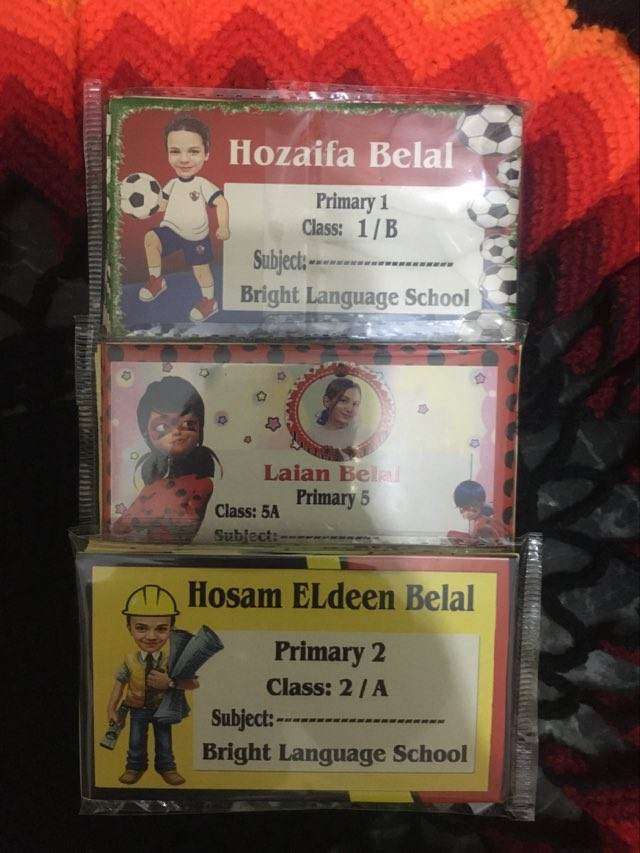 Hozaifa Belal
Primary 1
Class: 1/B
Subject:----------------------
Bright Language School
Laian Belal
Primary 5
Class: 5A
Subject:---------------
Hosam ELdeen Belal
Primary 2
Class: 2/A
Subject:----------------------
Bright Language School